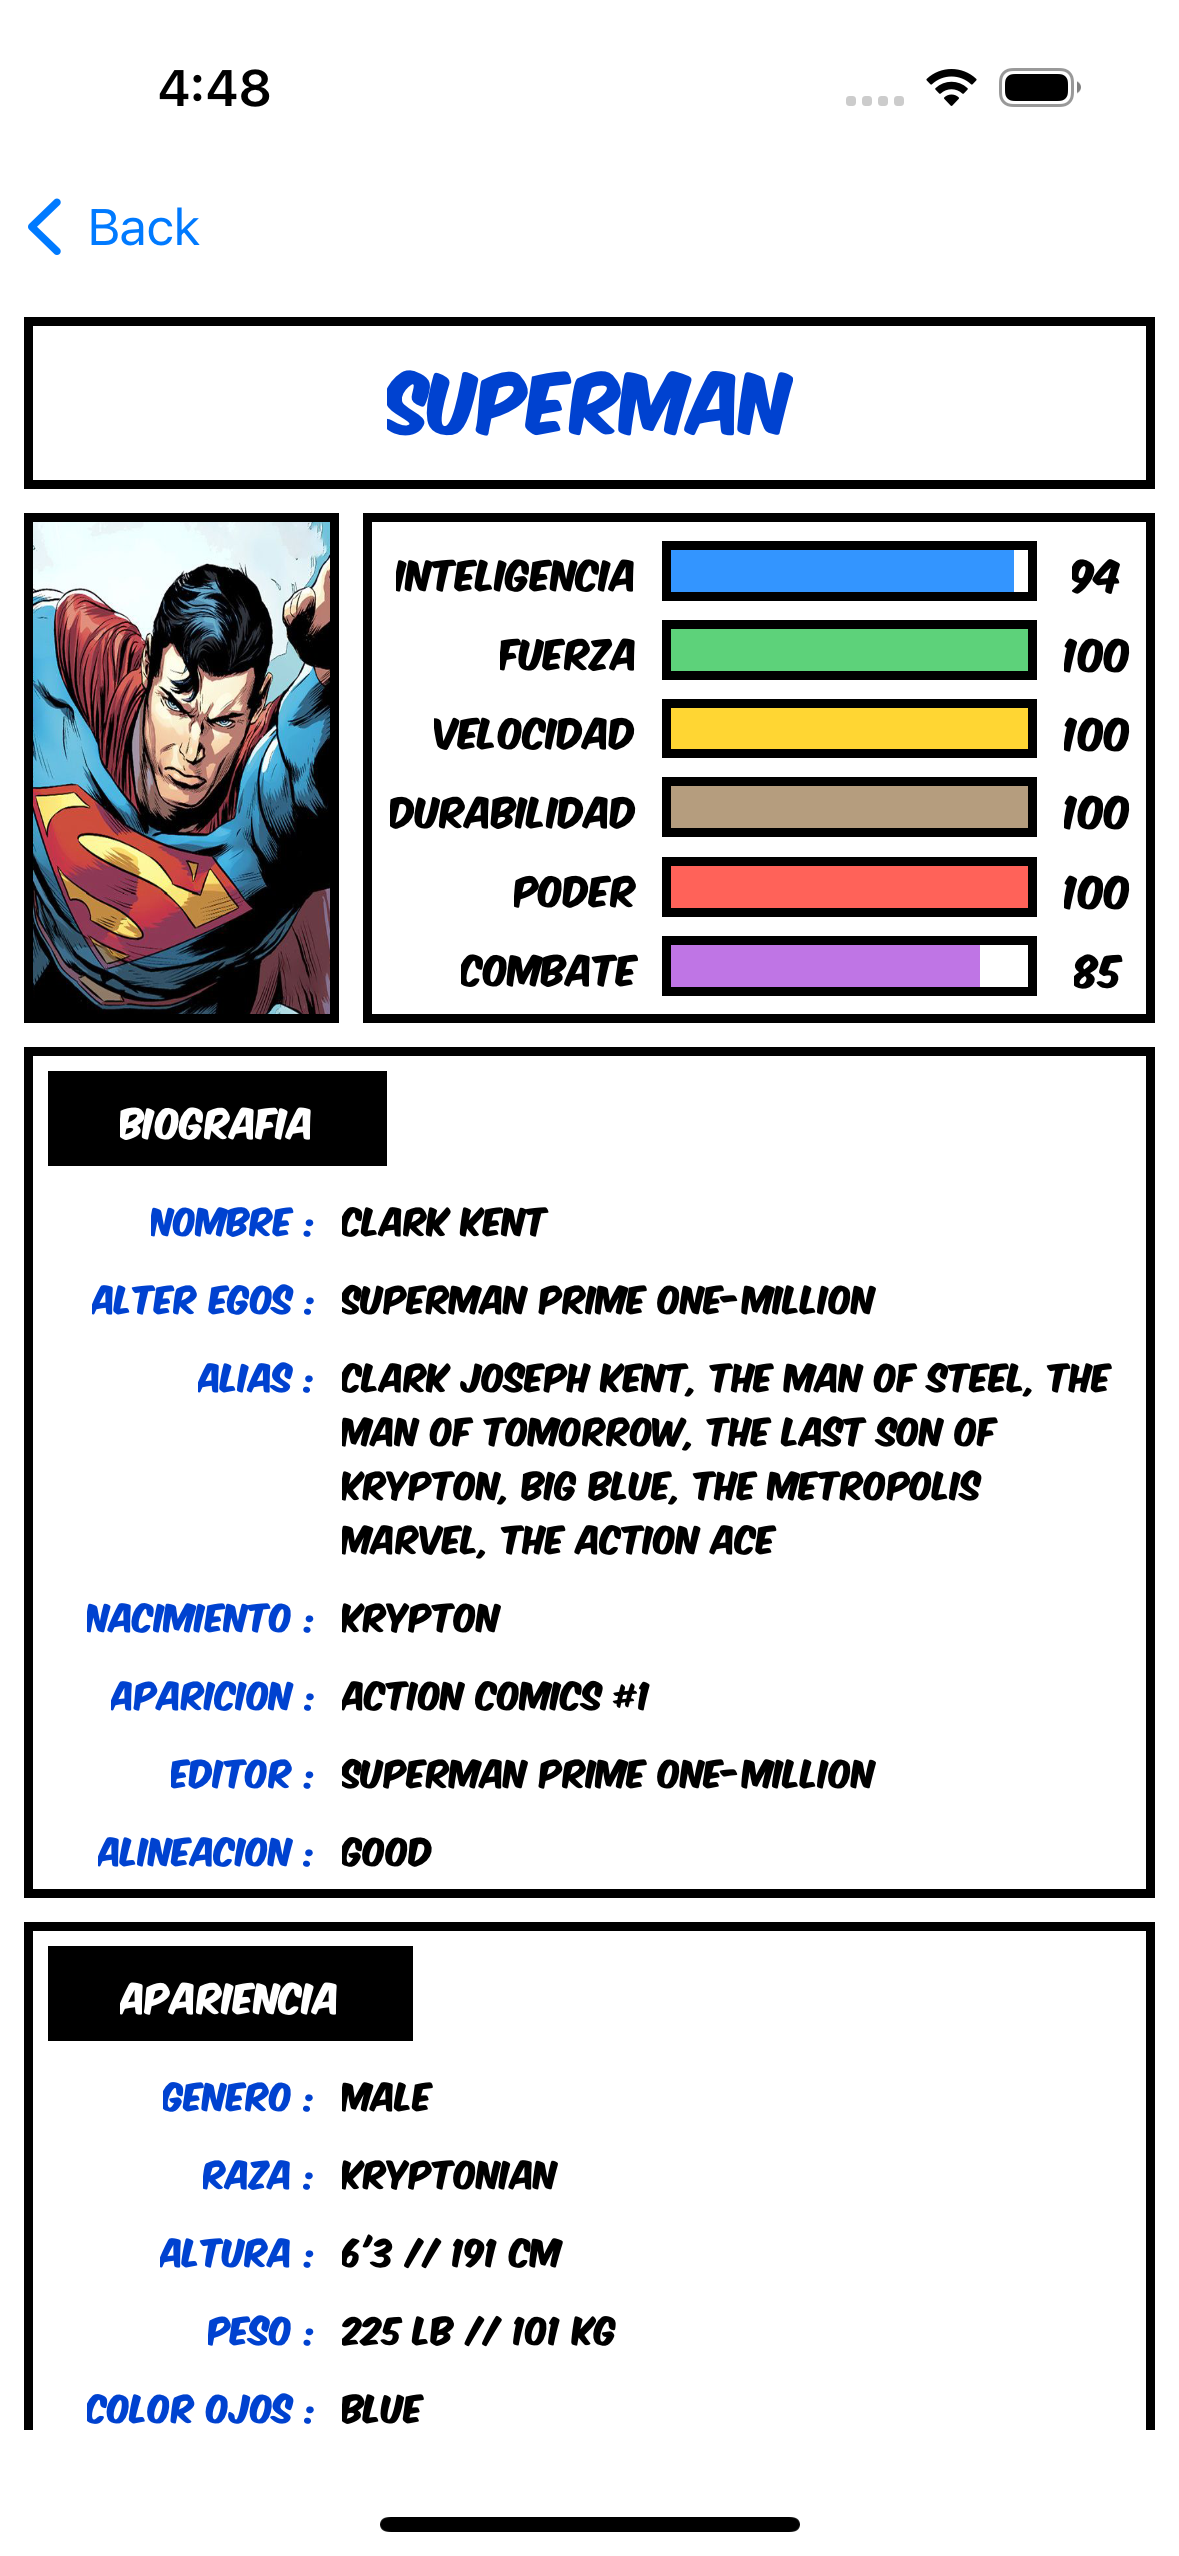 4:48
Back
SUPERMAN
INTELIGENCIA 94
FUERZA 100
VELOCIDAD 100
DURABILIDAD 100
PODER 100
COMBATE 85
BIOGRAFIA
NOMBRE : CLARK KENT
ALTER EGOS : SUPERMAN PRIME ONE-MILLION
ALIAS : CLARK JOSEPH KENT, THE MAN OF STEEL, THE
MAN OF TOMORROW, THE LAST SON OF
KRYPTON, BIG BLUE, THE METROPOLIS
MARVEL, THE ACTION ACE
NACIMIENTO : KRYPTON
APARICION : ACTION COMICS #1
EDITOR : SUPERMAN PRIME ONE-MILLION
ALINEACION : GOOD
APARIENCIA
GENERO : MALE
RAZA : KRYPTONIAN
ALTURA : 6'3 // 191 CM
PESO : 225 LB // 101 KG
COLOR OJOS : BLUE